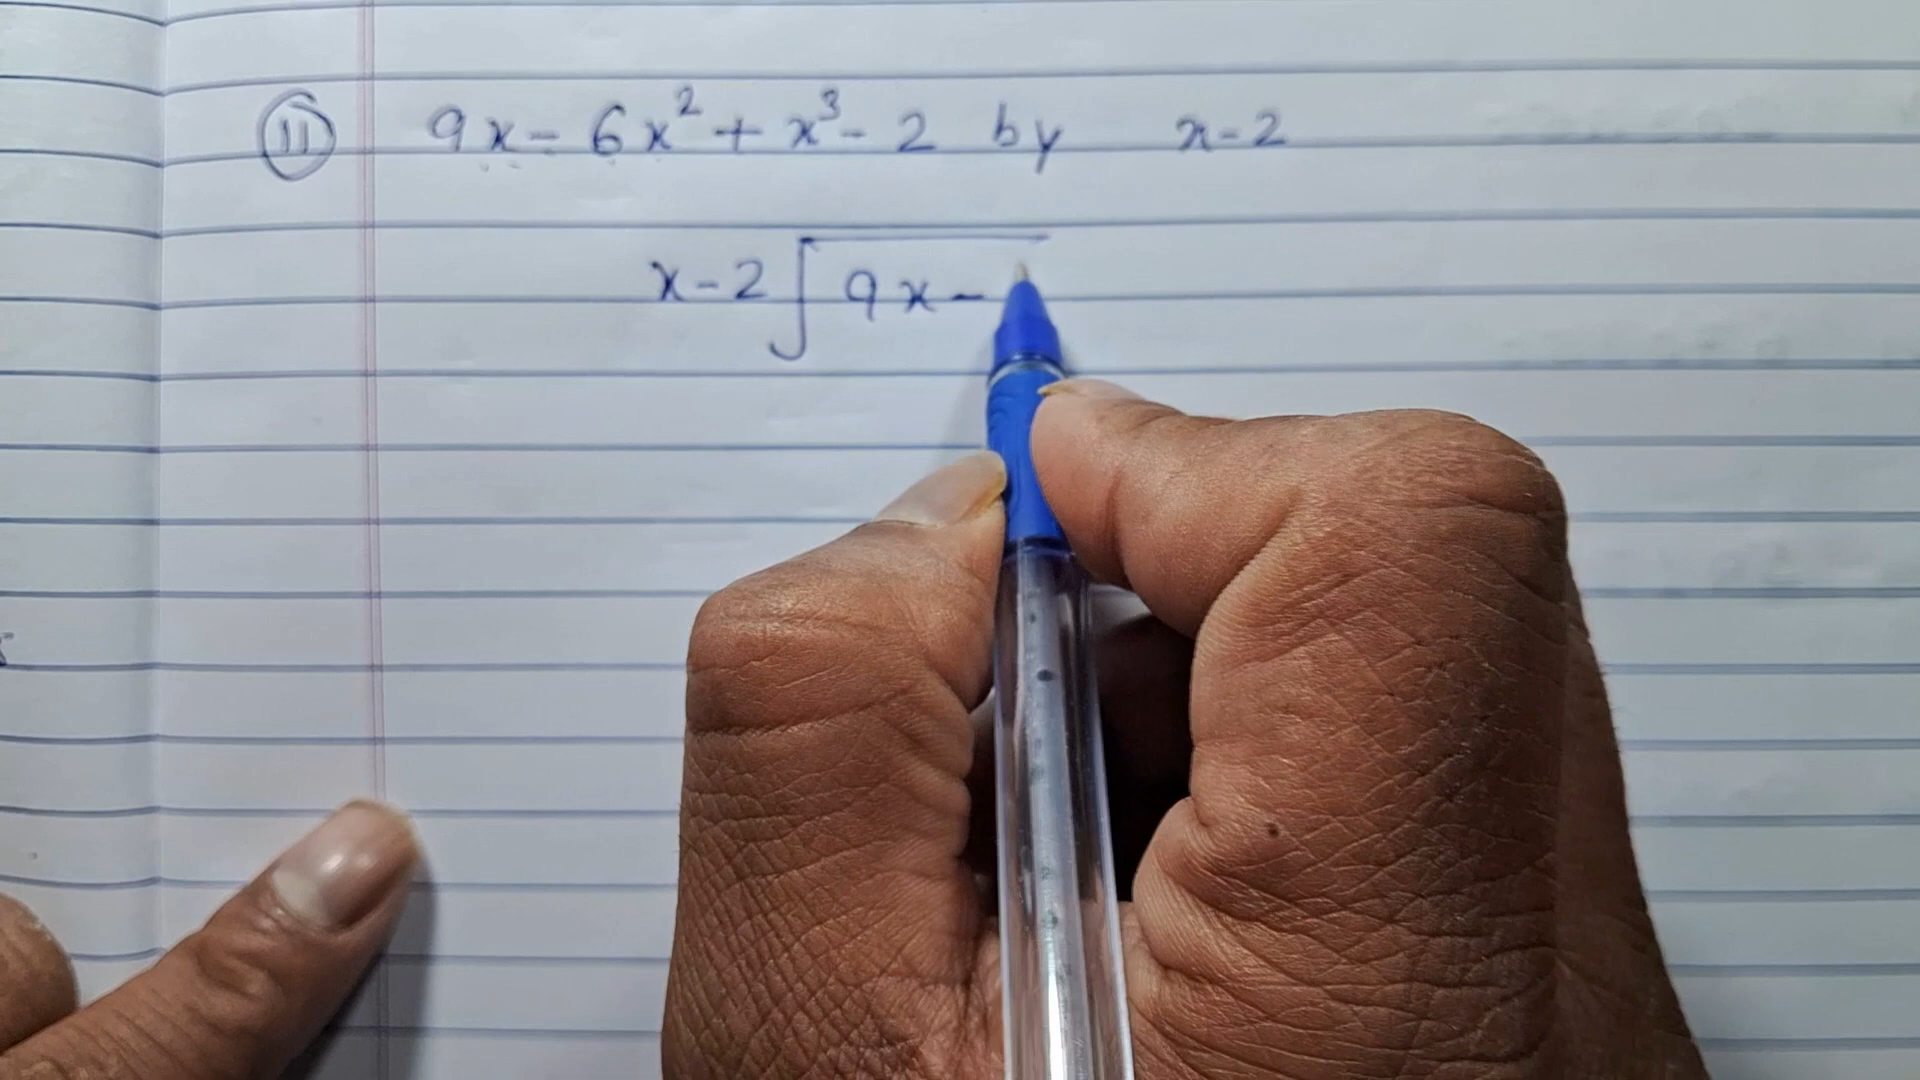 (11) 9x - 6x² + x³ - 2 by x - 2
x - 2 ⟌ 9x -